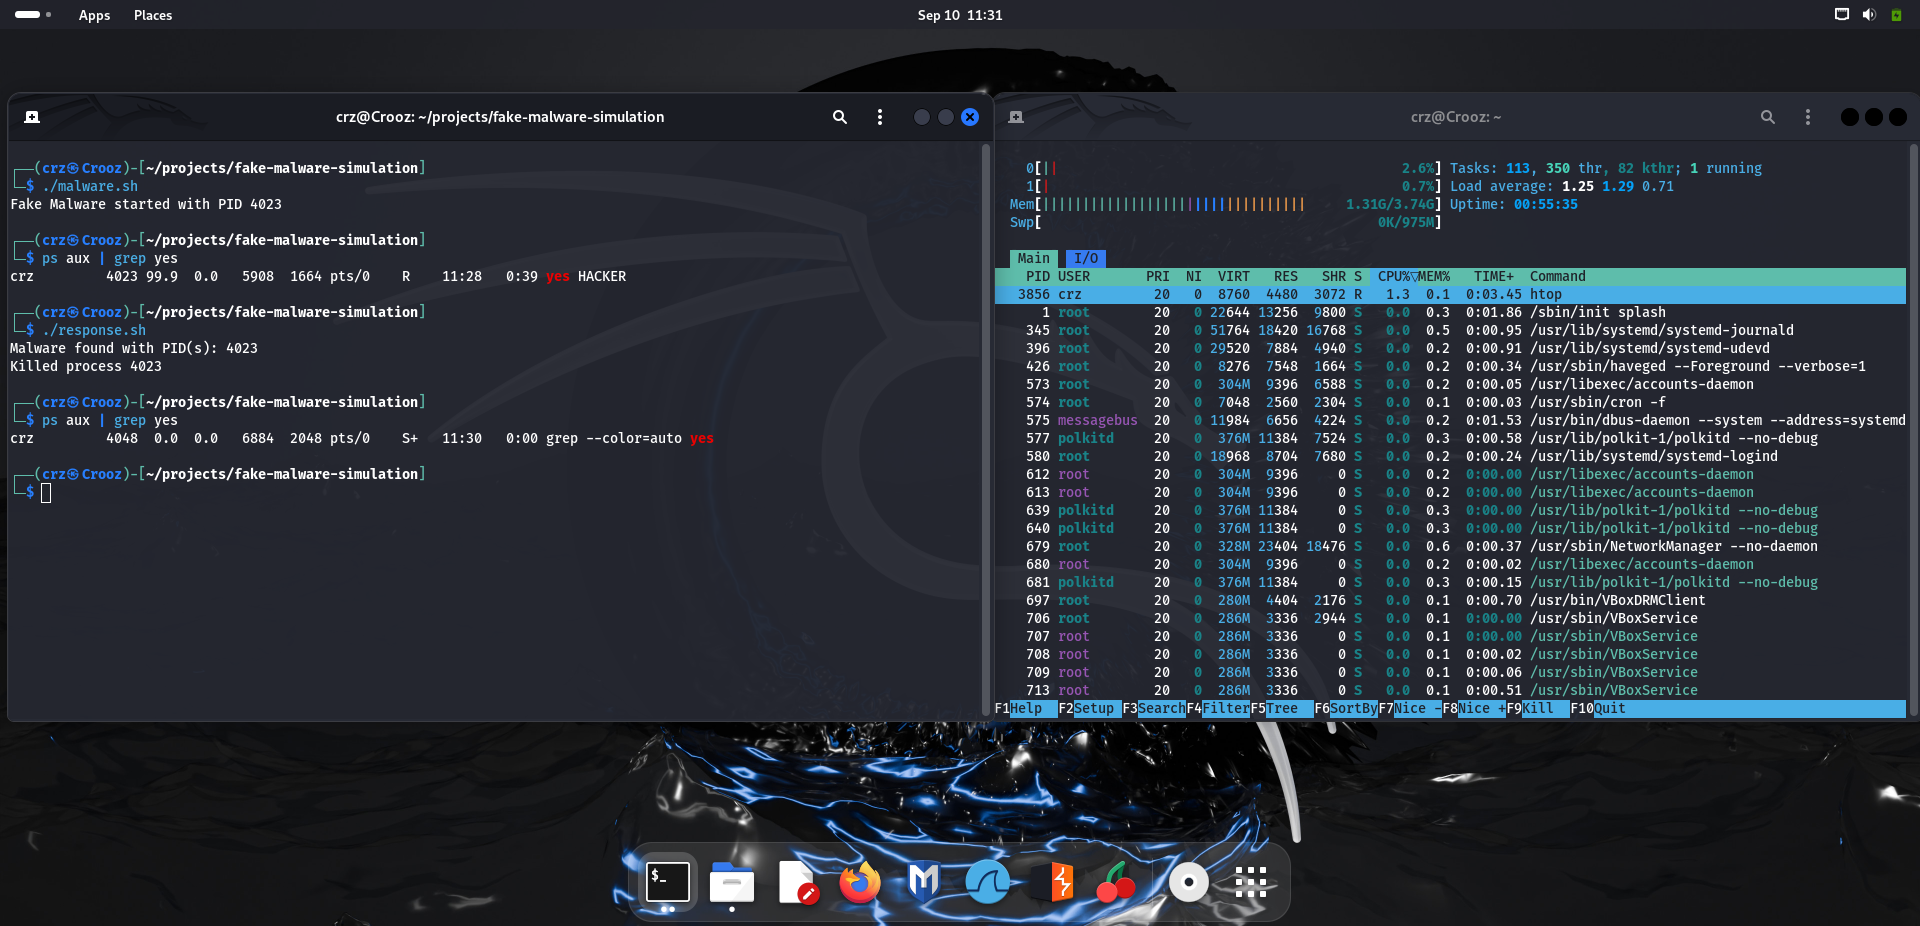 Apps Places Sep 10 11:31
crz@Crooz: ~/projects/fake-malware-simulation
┌──(crz㉿Crooz)-[~/projects/fake-malware-simulation]
└─$ ./malware.sh
Fake Malware started with PID 4023
┌──(crz㉿Crooz)-[~/projects/fake-malware-simulation]
└─$ ps aux | grep yes
crz 4023 99.9 0.0 5908 1664 pts/0 R 11:28 0:39 yes HACKER
┌──(crz㉿Crooz)-[~/projects/fake-malware-simulation]
└─$ ./response.sh
Malware found with PID(s): 4023
Killed process 4023
┌──(crz㉿Crooz)-[~/projects/fake-malware-simulation]
└─$ ps aux | grep yes
crz 4048 0.0 0.0 6884 2048 pts/0 S+ 11:30 0:00 grep --color=auto yes
┌──(crz㉿Crooz)-[~/projects/fake-malware-simulation]
└─$
crz@Crooz: ~
0[|| 2.6%] Tasks: 113, 350 thr, 82 kthr; 1 running
1[| 0.7%] Load average: 1.25 1.29 0.71
Mem[||||||||||||||||||||||||||||||||| 1.31G/3.74G] Uptime: 00:55:35
Swp[ 0K/975M]
Main I/O
PID USER PRI NI VIRT RES SHR S CPU%▽MEM% TIME+ Command
3856 crz 20 0 8760 4480 3072 R 1.3 0.1 0:03.45 htop
1 root 20 0 22644 13256 9800 S 0.0 0.3 0:01.86 /sbin/init splash
345 root 20 0 51764 18420 16768 S 0.0 0.5 0:00.95 /usr/lib/systemd/systemd-journald
396 root 20 0 29520 7884 4940 S 0.0 0.2 0:00.91 /usr/lib/systemd/systemd-udevd
426 root 20 0 8276 7548 1664 S 0.0 0.2 0:00.34 /usr/sbin/haveged --Foreground --verbose=1
573 root 20 0 304M 9396 6588 S 0.0 0.2 0:00.05 /usr/libexec/accounts-daemon
574 root 20 0 7048 2560 2304 S 0.0 0.1 0:00.03 /usr/sbin/cron -f
575 messagebus 20 0 11984 6656 4224 S 0.0 0.2 0:01.53 /usr/bin/dbus-daemon --system --address=systemd
577 polkitd 20 0 376M 11384 7524 S 0.0 0.3 0:00.58 /usr/lib/polkit-1/polkitd --no-debug
580 root 20 0 18968 8704 7680 S 0.0 0.2 0:00.24 /usr/lib/systemd/systemd-logind
612 root 20 0 304M 9396 0 S 0.0 0.2 0:00.00 /usr/libexec/accounts-daemon
613 root 20 0 304M 9396 0 S 0.0 0.2 0:00.00 /usr/libexec/accounts-daemon
639 polkitd 20 0 376M 11384 0 S 0.0 0.3 0:00.00 /usr/lib/polkit-1/polkitd --no-debug
640 polkitd 20 0 376M 11384 0 S 0.0 0.3 0:00.00 /usr/lib/polkit-1/polkitd --no-debug
679 root 20 0 328M 23404 18476 S 0.0 0.6 0:00.37 /usr/sbin/NetworkManager --no-daemon
680 root 20 0 304M 9396 0 S 0.0 0.2 0:00.02 /usr/libexec/accounts-daemon
681 polkitd 20 0 376M 11384 0 S 0.0 0.3 0:00.15 /usr/lib/polkit-1/polkitd --no-debug
697 root 20 0 280M 4404 2176 S 0.0 0.1 0:00.70 /usr/bin/VBoxDRMClient
706 root 20 0 286M 3336 2944 S 0.0 0.1 0:00.00 /usr/sbin/VBoxService
707 root 20 0 286M 3336 0 S 0.0 0.1 0:00.00 /usr/sbin/VBoxService
708 root 20 0 286M 3336 0 S 0.0 0.1 0:00.02 /usr/sbin/VBoxService
709 root 20 0 286M 3336 0 S 0.0 0.1 0:00.06 /usr/sbin/VBoxService
713 root 20 0 286M 3336 0 S 0.0 0.1 0:00.51 /usr/sbin/VBoxService
F1Help F2Setup F3SearchF4FilterF5Tree F6SortByF7Nice -F8Nice +F9Kill F10Quit
$_